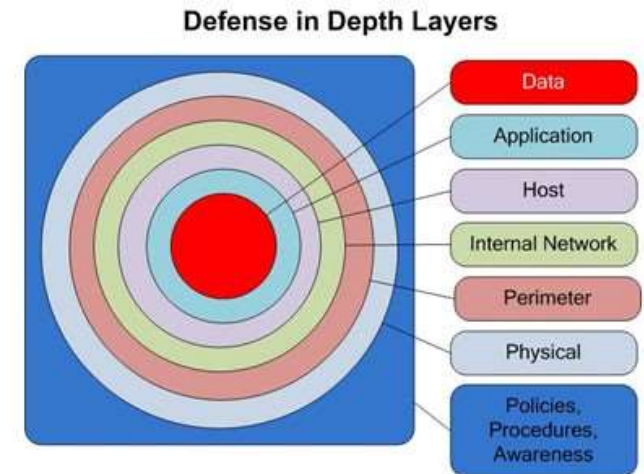 Defense in Depth Layers
Data
Application
Host
Internal Network
Perimeter
Physical
Policies,
Procedures,
Awareness